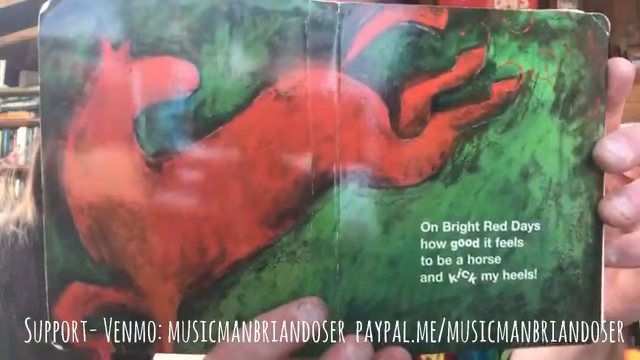 On Bright Red Days
how good it feels
to be a horse
and kick my heels!
Support- Venmo: musicmanbriandoser paypal.me/musicmanbriandoser